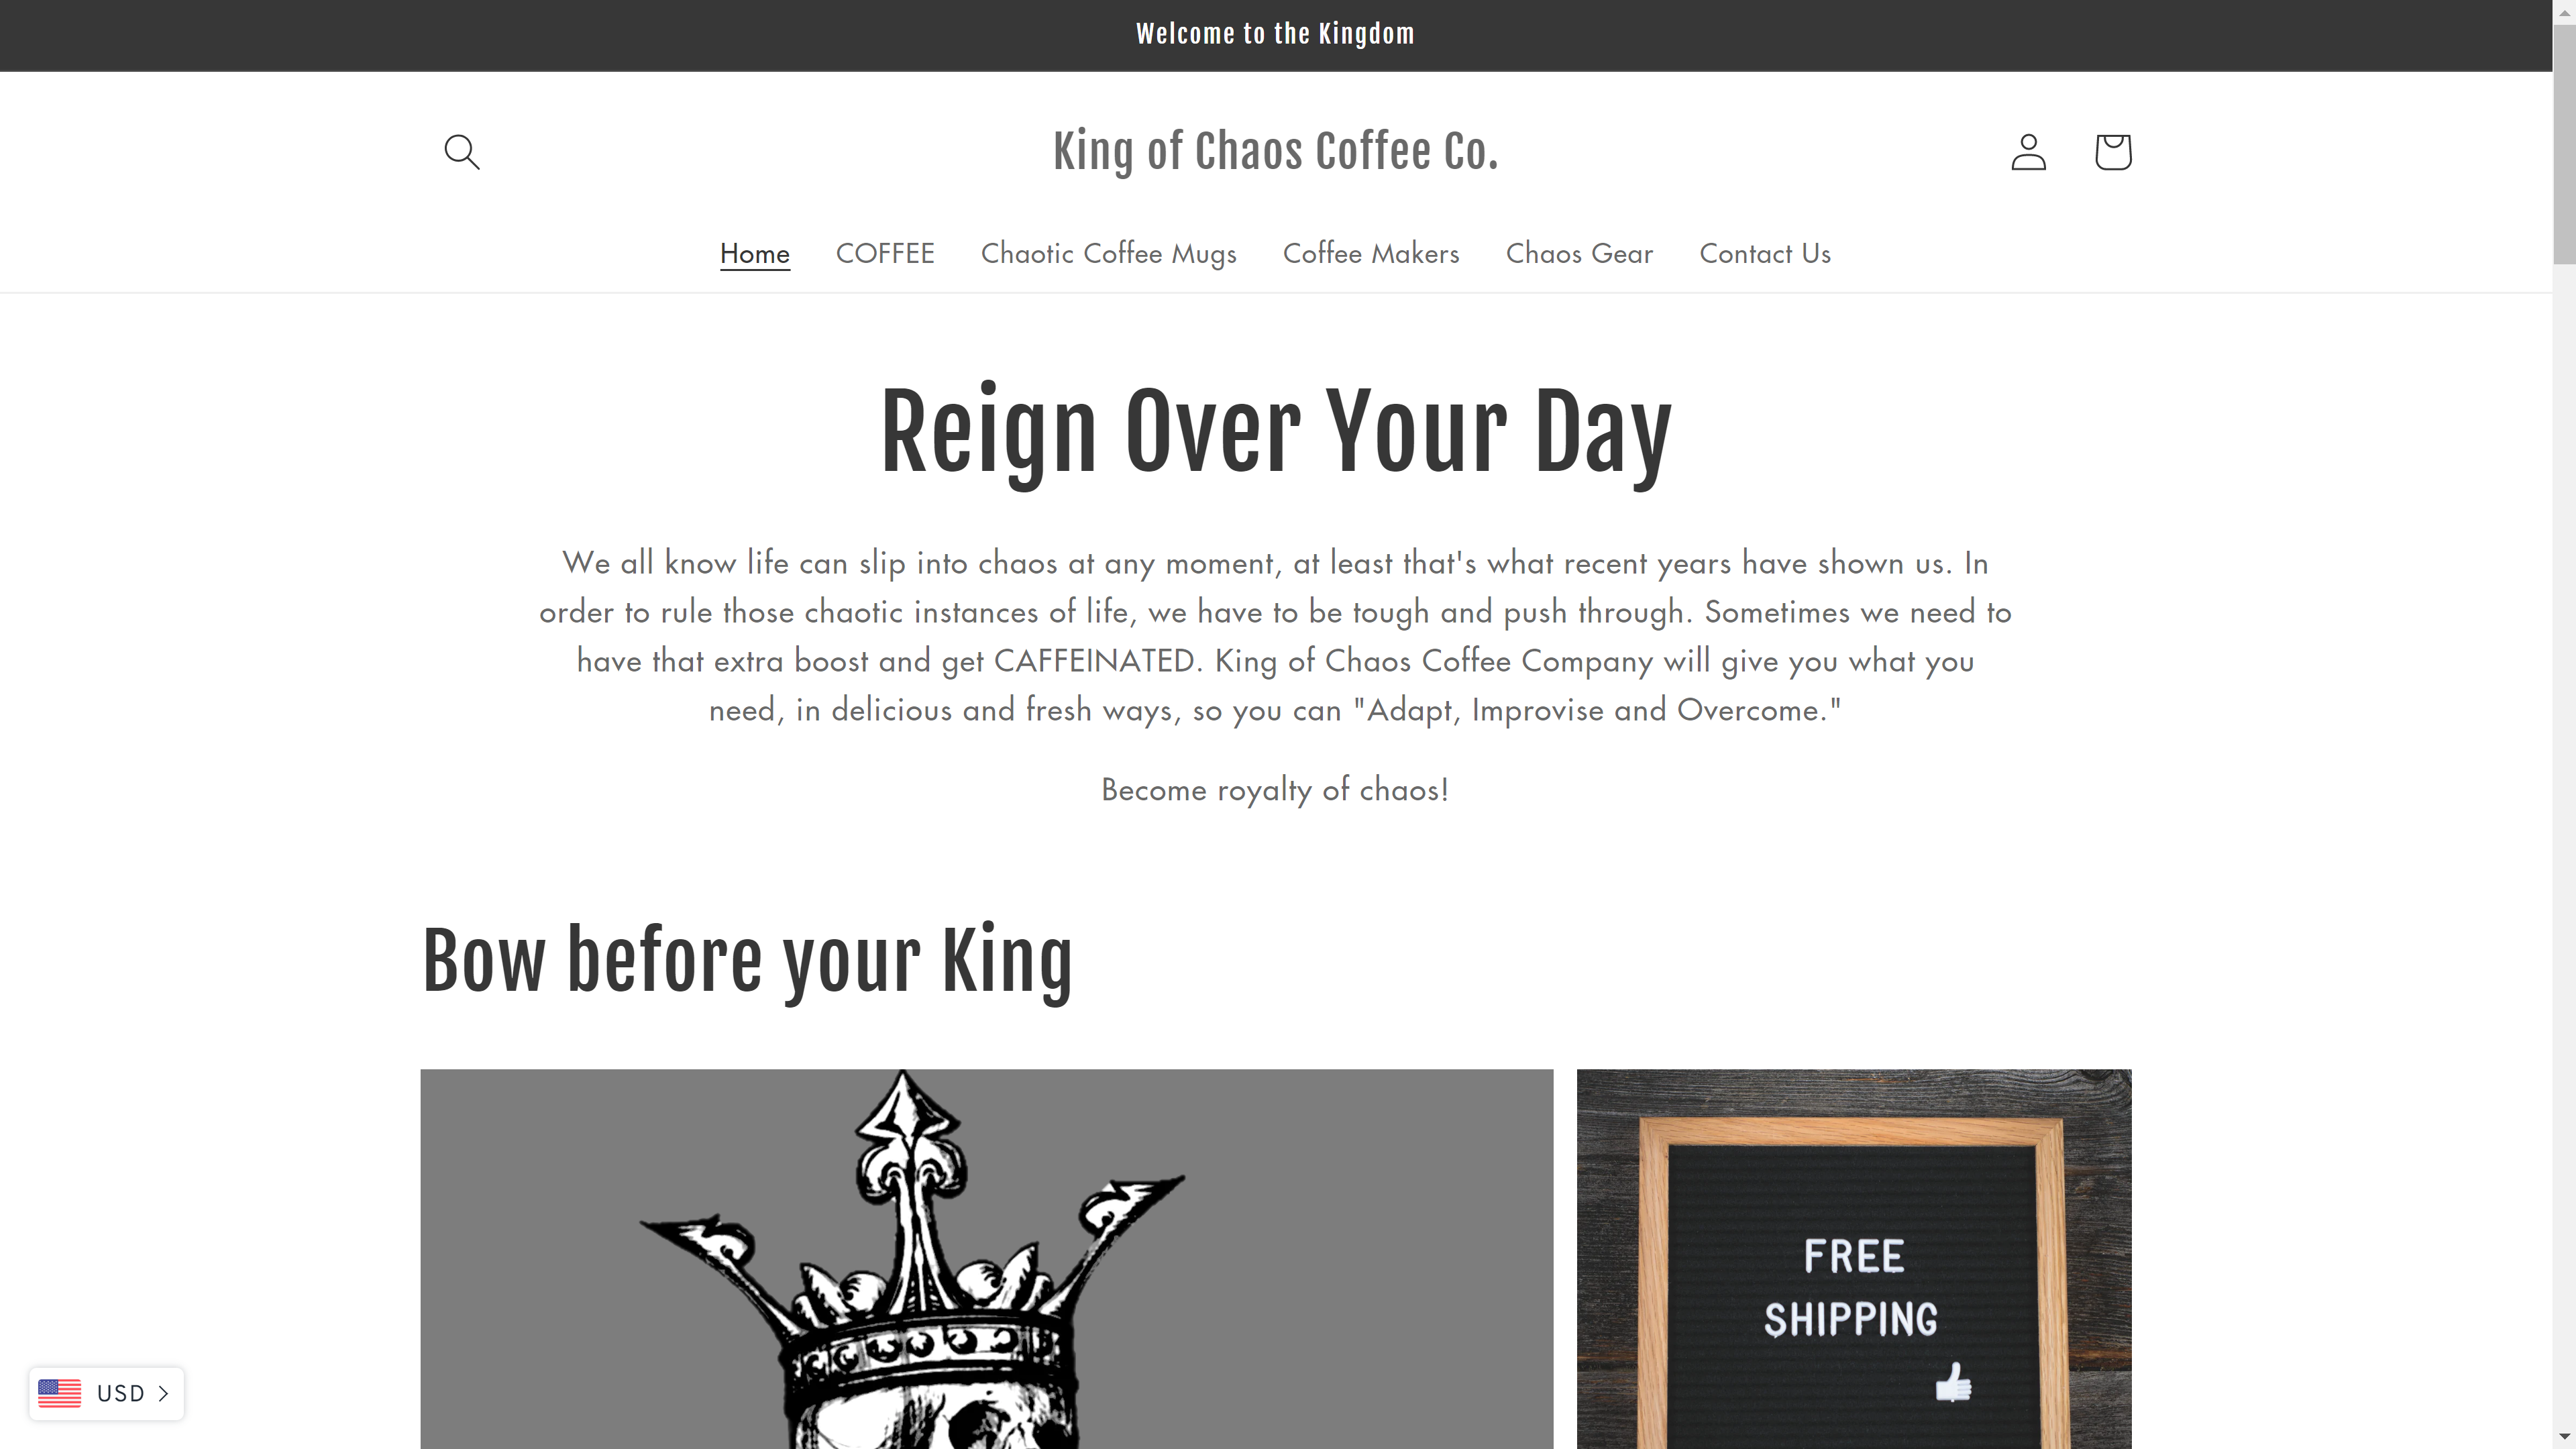 Welcome to the Kingdom
King of Chaos Coffee Co.
Home COFFEE Chaotic Coffee Mugs Coffee Makers Chaos Gear Contact Us
Reign Over Your Day
We all know life can slip into chaos at any moment, at least that's what recent years have shown us. In
order to rule those chaotic instances of life, we have to be tough and push through. Sometimes we need to
have that extra boost and get CAFFEINATED. King of Chaos Coffee Company will give you what you
need, in delicious and fresh ways, so you can "Adapt, Improvise and Overcome."
Become royalty of chaos!
Bow before your King
FREE
SHIPPING
USD